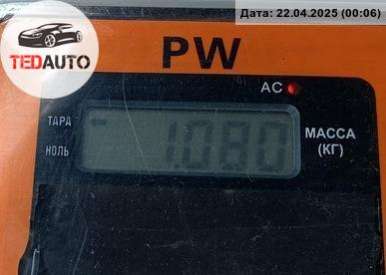 Дата: 22.04.2025 (00:06)
TEDAUTO
PW
AC
ТАРА
НОЛЬ
1.080
МАССА
(КГ)